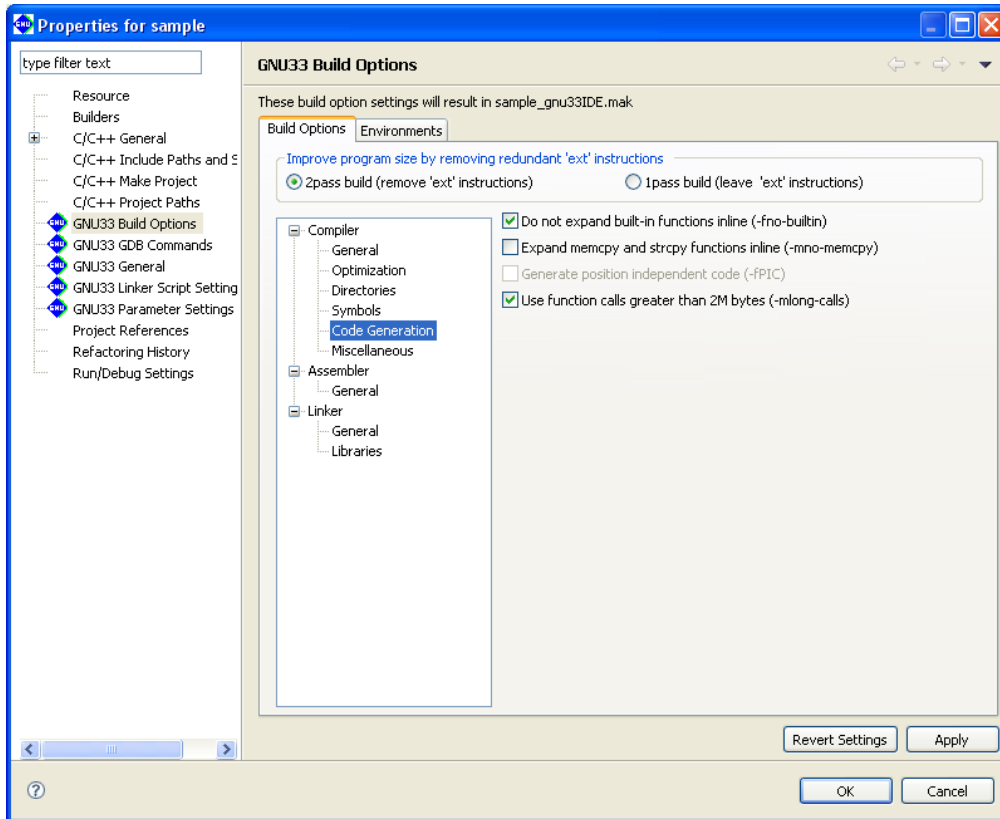 Properties for sample
type filter text
Resource
Builders
C/C++ General
C/C++ Include Paths and S
C/C++ Make Project
C/C++ Project Paths
GNU33 Build Options
GNU33 GDB Commands
GNU33 General
GNU33 Linker Script Setting
GNU33 Parameter Settings
Project References
Refactoring History
Run/Debug Settings
GNU33 Build Options
These build option settings will result in sample_gnu33IDE.mak
Build Options
Environments
Improve program size by removing redundant 'ext' instructions
2pass build (remove 'ext' instructions)
1pass build (leave 'ext' instructions)
Compiler
General
Optimization
Directories
Symbols
Code Generation
Miscellaneous
Assembler
General
Linker
General
Libraries
Do not expand built-in functions inline (-fno-builtin)
Expand memcpy and strcpy functions inline (-mno-memcpy)
Generate position independent code (-fPIC)
Use function calls greater than 2M bytes (-mlong-calls)
Revert Settings
Apply
OK
Cancel